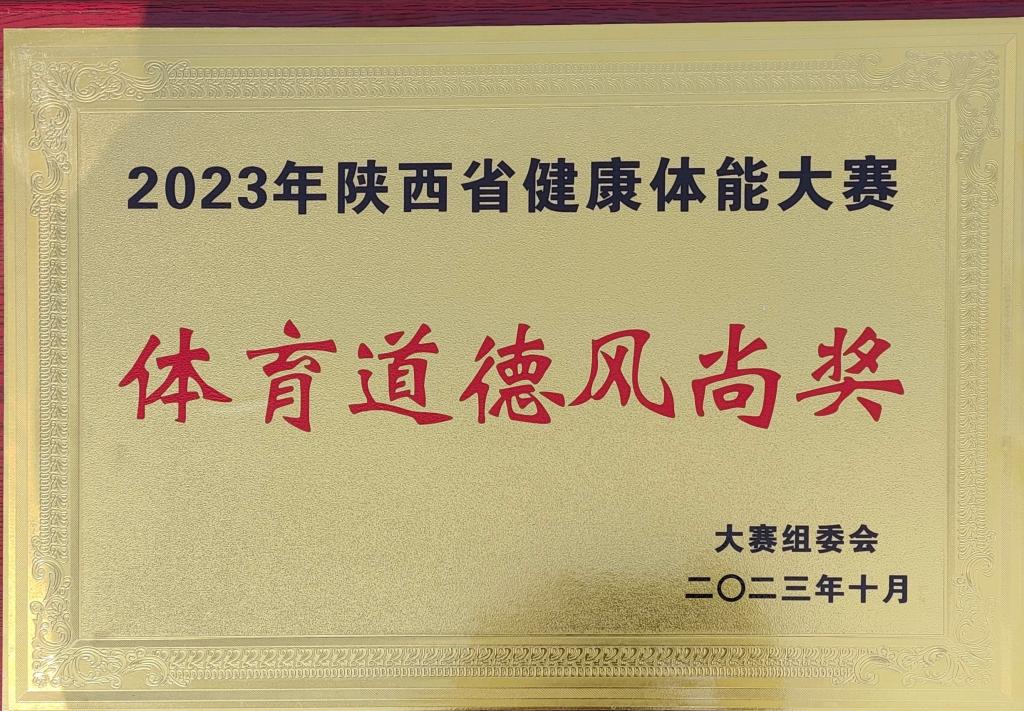 2023年陕西省健康体能大赛
体育道德风尚奖
大赛组委会
二〇二三年十月